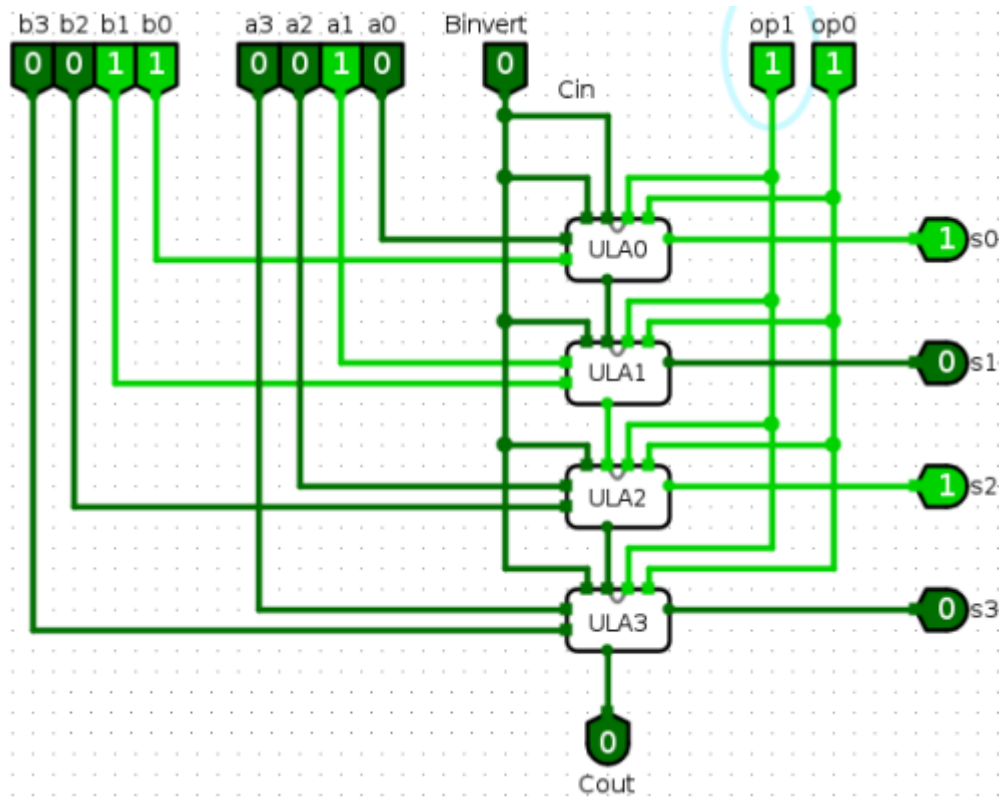 b3 b2 b1 b0 a3 a2 a1 a0 Binvert op1 op0
0 0 1 1 0 0 1 0 0 1 1
Cin
ULA0 1 s0
ULA1 0 s1
ULA2 1 s2
ULA3 0 s3
0
Cout